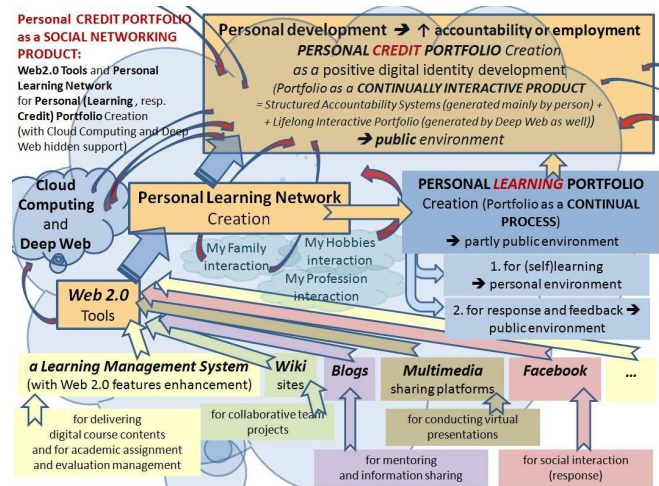 Personal CREDIT PORTFOLIO
as a SOCIAL NETWORKING
PRODUCT:
Web2.0 Tools and Personal
Learning Network
for Personal (Learning , resp.
Credit) Portfolio Creation
(with Cloud Computing and Deep
Web hidden support)
Personal development ➔ ↑ accountability or employment
PERSONAL CREDIT PORTFOLIO Creation
as a positive digital identity development
(Portfolio as a CONTINUALLY INTERACTIVE PRODUCT
= Structured Accountability Systems (generated mainly by person) +
+ Lifelong Interactive Portfolio (generated by Deep Web as well))
➔ public environment
Cloud
Computing
and
Deep Web
Personal Learning Network
Creation
PERSONAL LEARNING PORTFOLIO
Creation (Portfolio as a CONTINUAL
PROCESS)
➔ partly public environment
My Family
interaction
My Hobbies
interaction
My Profession
interaction
1. for (self)learning
➔ personal environment
2. for response and feedback ➔
public environment
Web 2.0
Tools
a Learning Management System
(with Web 2.0 features enhancement)
Wiki
sites
Blogs
Multimedia
sharing platforms
Facebook
...
for delivering
digital course contents
and for academic assignment
and evaluation management
for collaborative team
projects
for conducting virtual
presentations
for mentoring
and information sharing
for social interaction
(response)